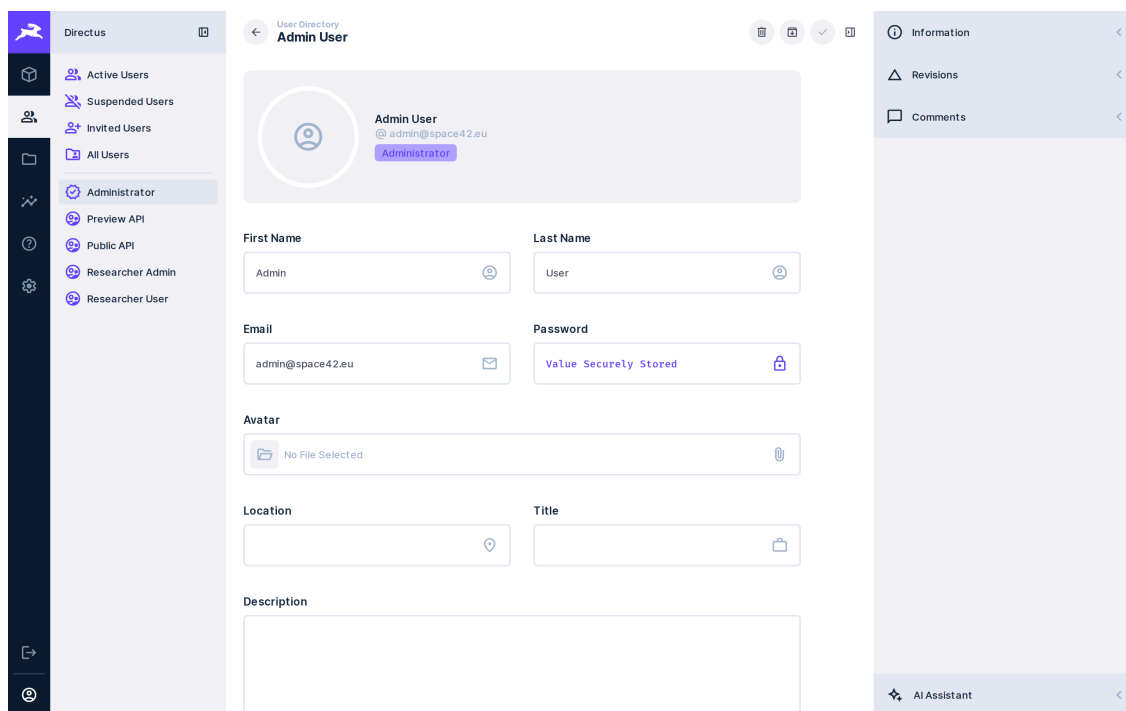 Directus
Active Users
Suspended Users
Invited Users
All Users
Administrator
Preview API
Public API
Researcher Admin
Researcher User
User Directory
Admin User
Admin User
@ admin@space42.eu
Administrator
First Name
Last Name
Admin
User
Email
Password
admin@space42.eu
Value Securely Stored
Avatar
No File Selected
Location
Title
Description
Information
Revisions
Comments
AI Assistant